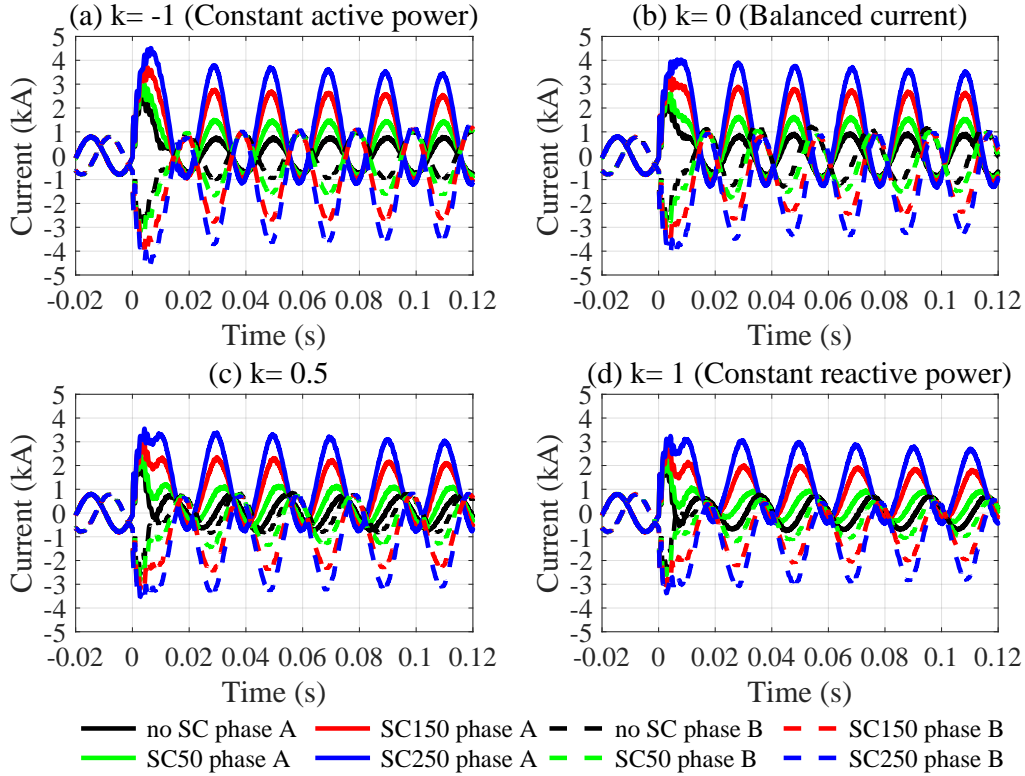 (a) k= -1 (Constant active power)
(b) k= 0 (Balanced current)
5
4
3
2
1
0
-1
-2
-3
-4
-5
Current (kA)
-0.02 0 0.02 0.04 0.06 0.08 0.1 0.12
Time (s)
5
4
3
2
1
0
-1
-2
-3
-4
-5
Current (kA)
-0.02 0 0.02 0.04 0.06 0.08 0.1 0.12
Time (s)
(c) k= 0.5
(d) k= 1 (Constant reactive power)
5
4
3
2
1
0
-1
-2
-3
-4
-5
Current (kA)
-0.02 0 0.02 0.04 0.06 0.08 0.1 0.12
Time (s)
5
4
3
2
1
0
-1
-2
-3
-4
-5
Current (kA)
-0.02 0 0.02 0.04 0.06 0.08 0.1 0.12
Time (s)
no SC phase A SC150 phase A no SC phase B SC150 phase B
SC50 phase A SC250 phase A SC50 phase B SC250 phase B